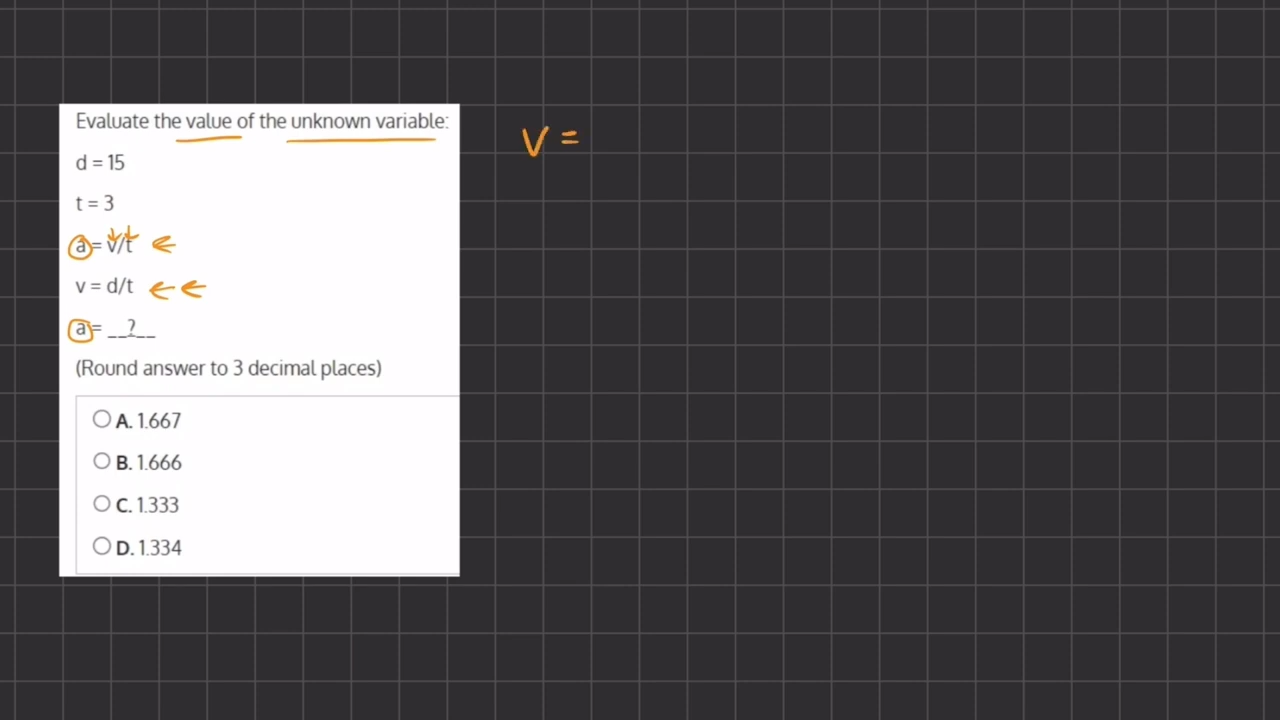 Evaluate the value of the unknown variable:
d = 15
t = 3
a = v/t
v = d/t
a = __?__
(Round answer to 3 decimal places)
A. 1.667
B. 1.666
C. 1.333
D. 1.334
V =